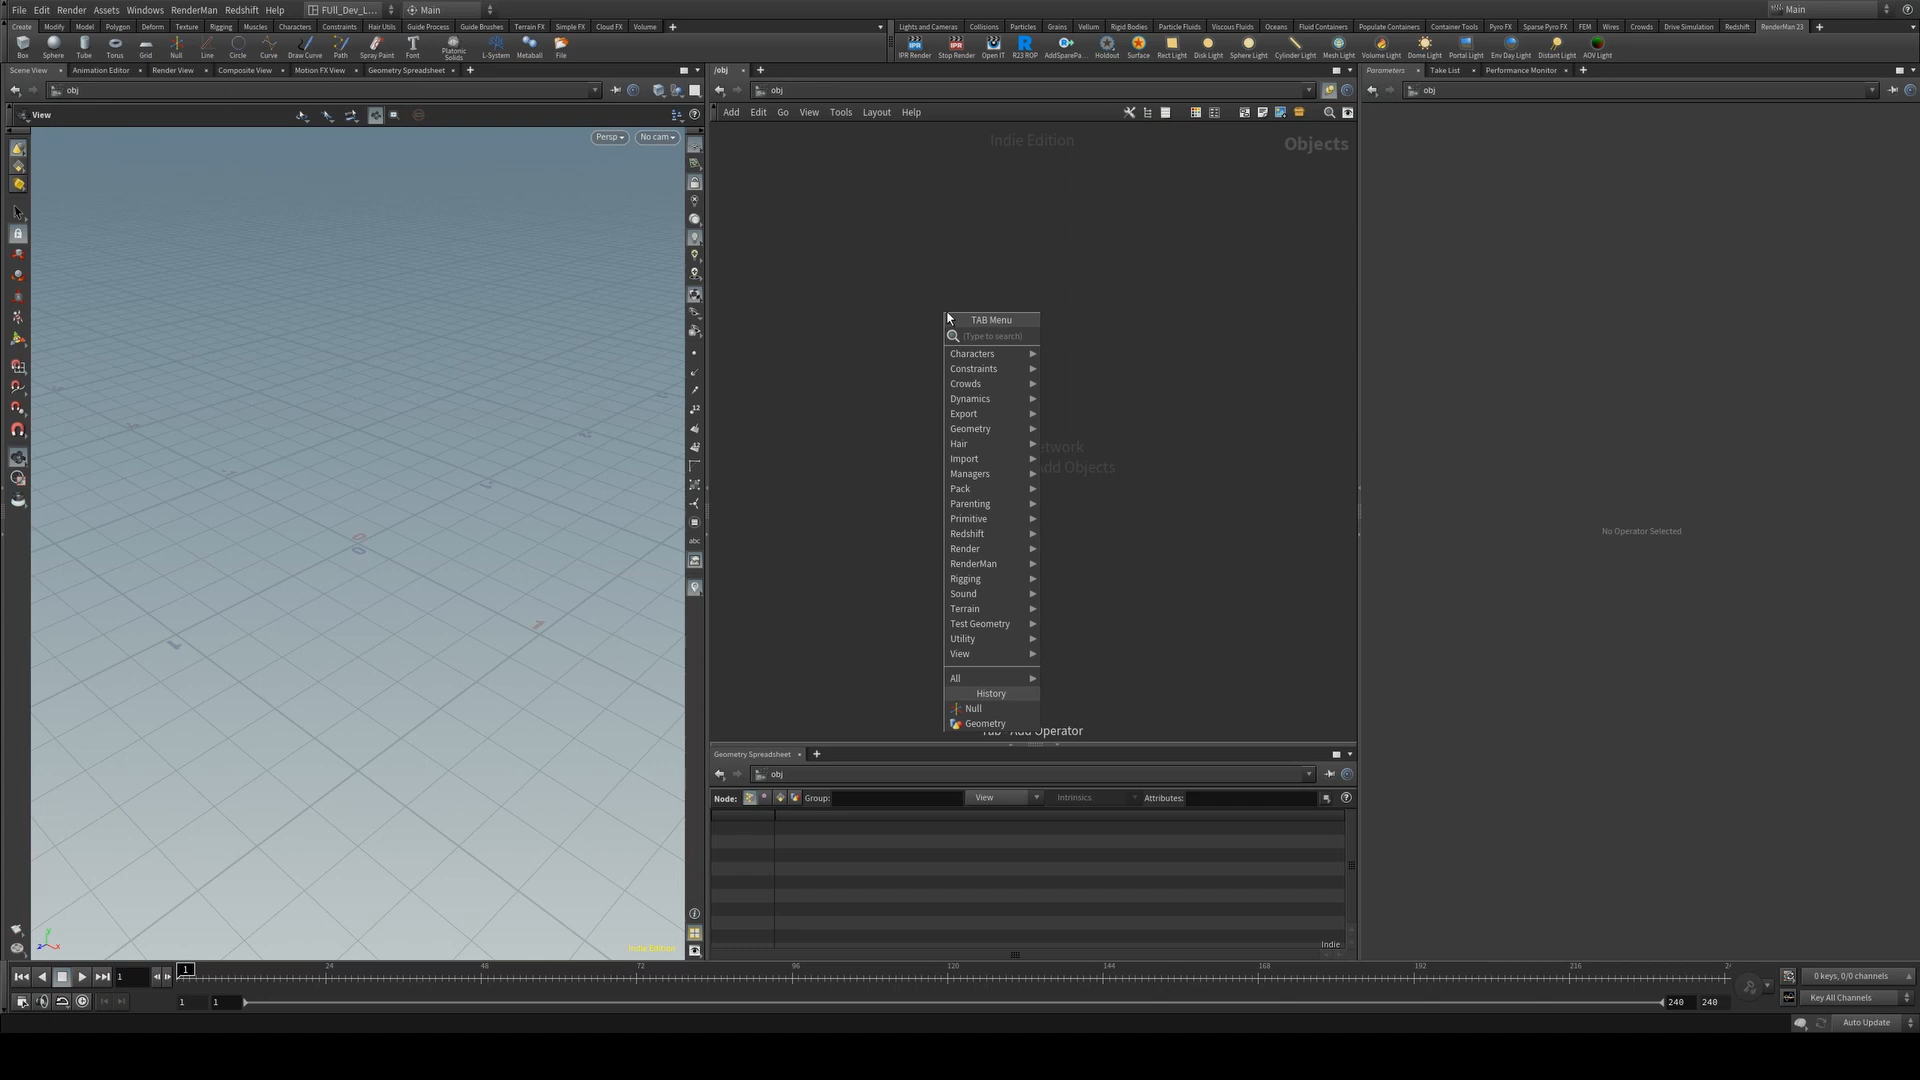 File Edit Render Assets Windows RenderMan Redshift Help FUll_Dev_L... Main Main
Create Modify Model Polygon Deform Texture Rigging Muscles Characters Constraints Hair Utils Guide Process Guide Brushes Terrain FX Simple FX Cloud FX Volume
Lights and Cameras Collisions Particles Grains Vellum Rigid Bodies Particle Fluids Viscous Fluids Oceans Fluid Containers Populate Containers Container Tools Pyro FX Sparse Pyro FX FEM Wires Crowds Drive Simulation Redshift RenderMan 23
Box Sphere Tube Torus Grid Null Line Circle Curve Draw Curve Path Spray Paint Font Platonic Solids L-System Metaball File
IPR Render Stop Render Open IT R23 ROP AddSparePa... Holdout Surface Rect Light Disk Light Sphere Light Cylinder Light Mesh Light Volume Light Dome Light Portal Light Env Day Light Distant Light AOV Light
Scene View Animation Editor Render View Composite View Motion FX View Geometry Spreadsheet
/obj
Parameters Take List Performance Monitor
obj
obj
obj
View
Add Edit Go View Tools Layout Help
Persp No cam
Indie Edition
Objects
TAB Menu
(Type to search)
Characters
Constraints
Crowds
Dynamics
Export
Geometry
Hair
Import
Managers
Pack
Parenting
Primitive
Redshift
Render
RenderMan
Rigging
Sound
Terrain
Test Geometry
Utility
View
All
History
Null
Geometry
Add Objects
Operator
No Operator Selected
abc
Indie Edition
Geometry Spreadsheet
obj
Node: Group: View Intrinsics Attributes:
Indie
1 1 24 48 72 96 120 144 168 192 216
0 keys, 0/0 channels
1 1 240 240
Key All Channels
Auto Update